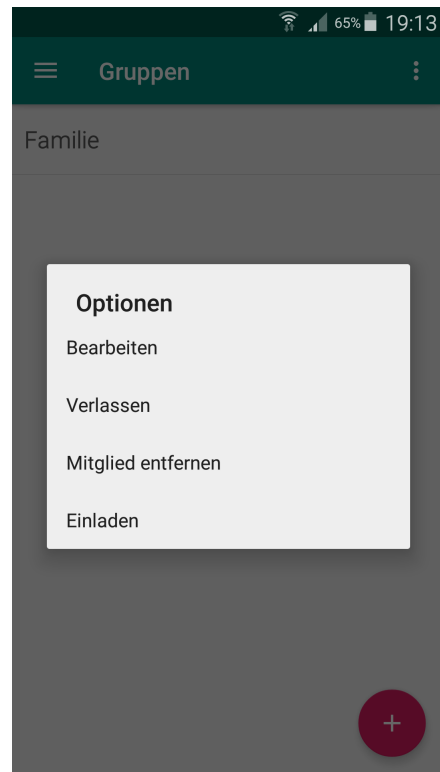 65% 19:13
Gruppen
Familie
Optionen
Bearbeiten
Verlassen
Mitglied entfernen
Einladen
+